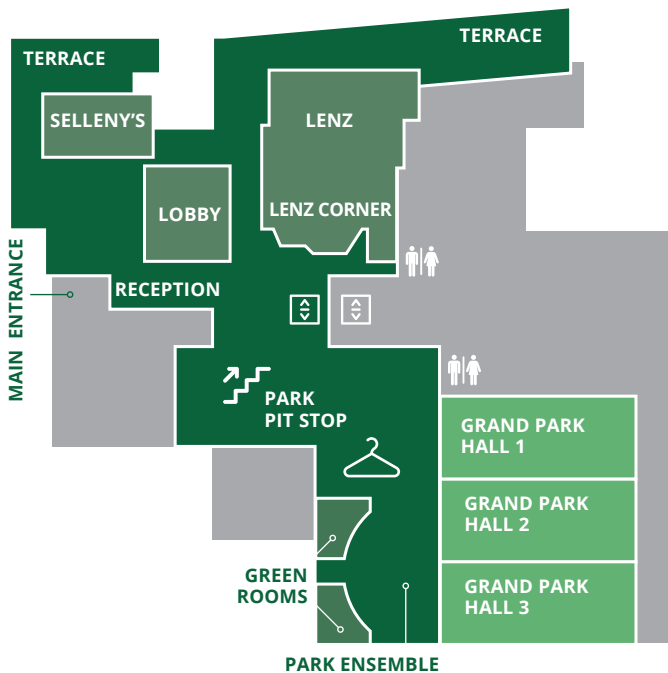 TERRACE
TERRACE
SELLENY’S
LENZ
LOBBY
LENZ CORNER
MAIN ENTRANCE
RECEPTION
PARK
PIT STOP
GRAND PARK
HALL 1
GRAND PARK
HALL 2
GREEN
ROOMS
GRAND PARK
HALL 3
PARK ENSEMBLE